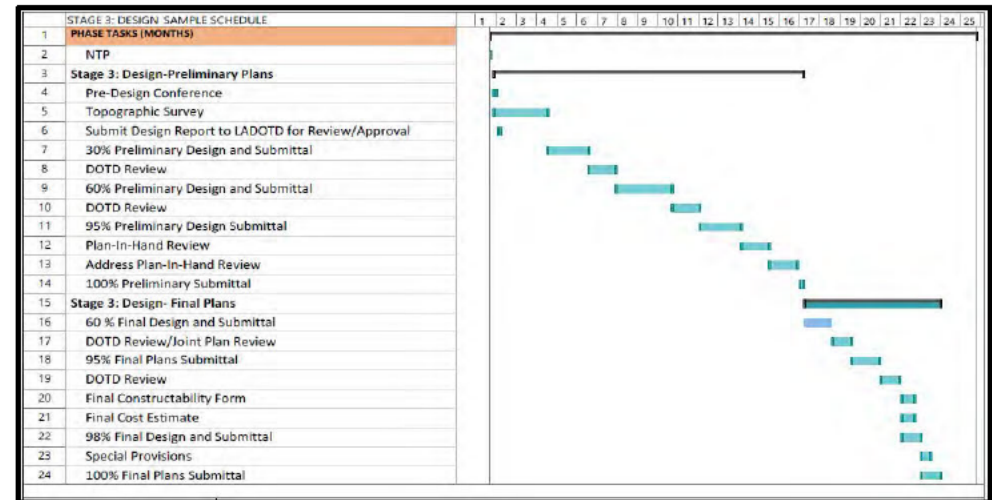 STAGE 3: DESIGN SAMPLE SCHEDULE 1 2 3 4 5 6 7 8 9 10 11 12 13 14 15 16 17 18 19 20 21 22 23 24 25
1 PHASE TASKS (MONTHS)
2 NTP
3 Stage 3: Design-Preliminary Plans
4 Pre-Design Conference
5 Topographic Survey
6 Submit Design Report to LADOTD for Review/Approval
7 30% Preliminary Design and Submittal
8 DOTD Review
9 60% Preliminary Design and Submittal
10 DOTD Review
11 95% Preliminary Design Submittal
12 Plan-In-Hand Review
13 Address Plan-In-Hand Review
14 100% Preliminary Submittal
15 Stage 3: Design- Final Plans
16 60 % Final Design and Submittal
17 DOTD Review/Joint Plan Review
18 95% Final Plans Submittal
19 DOTD Review
20 Final Constructability Form
21 Final Cost Estimate
22 98% Final Design and Submittal
23 Special Provisions
24 100% Final Plans Submittal